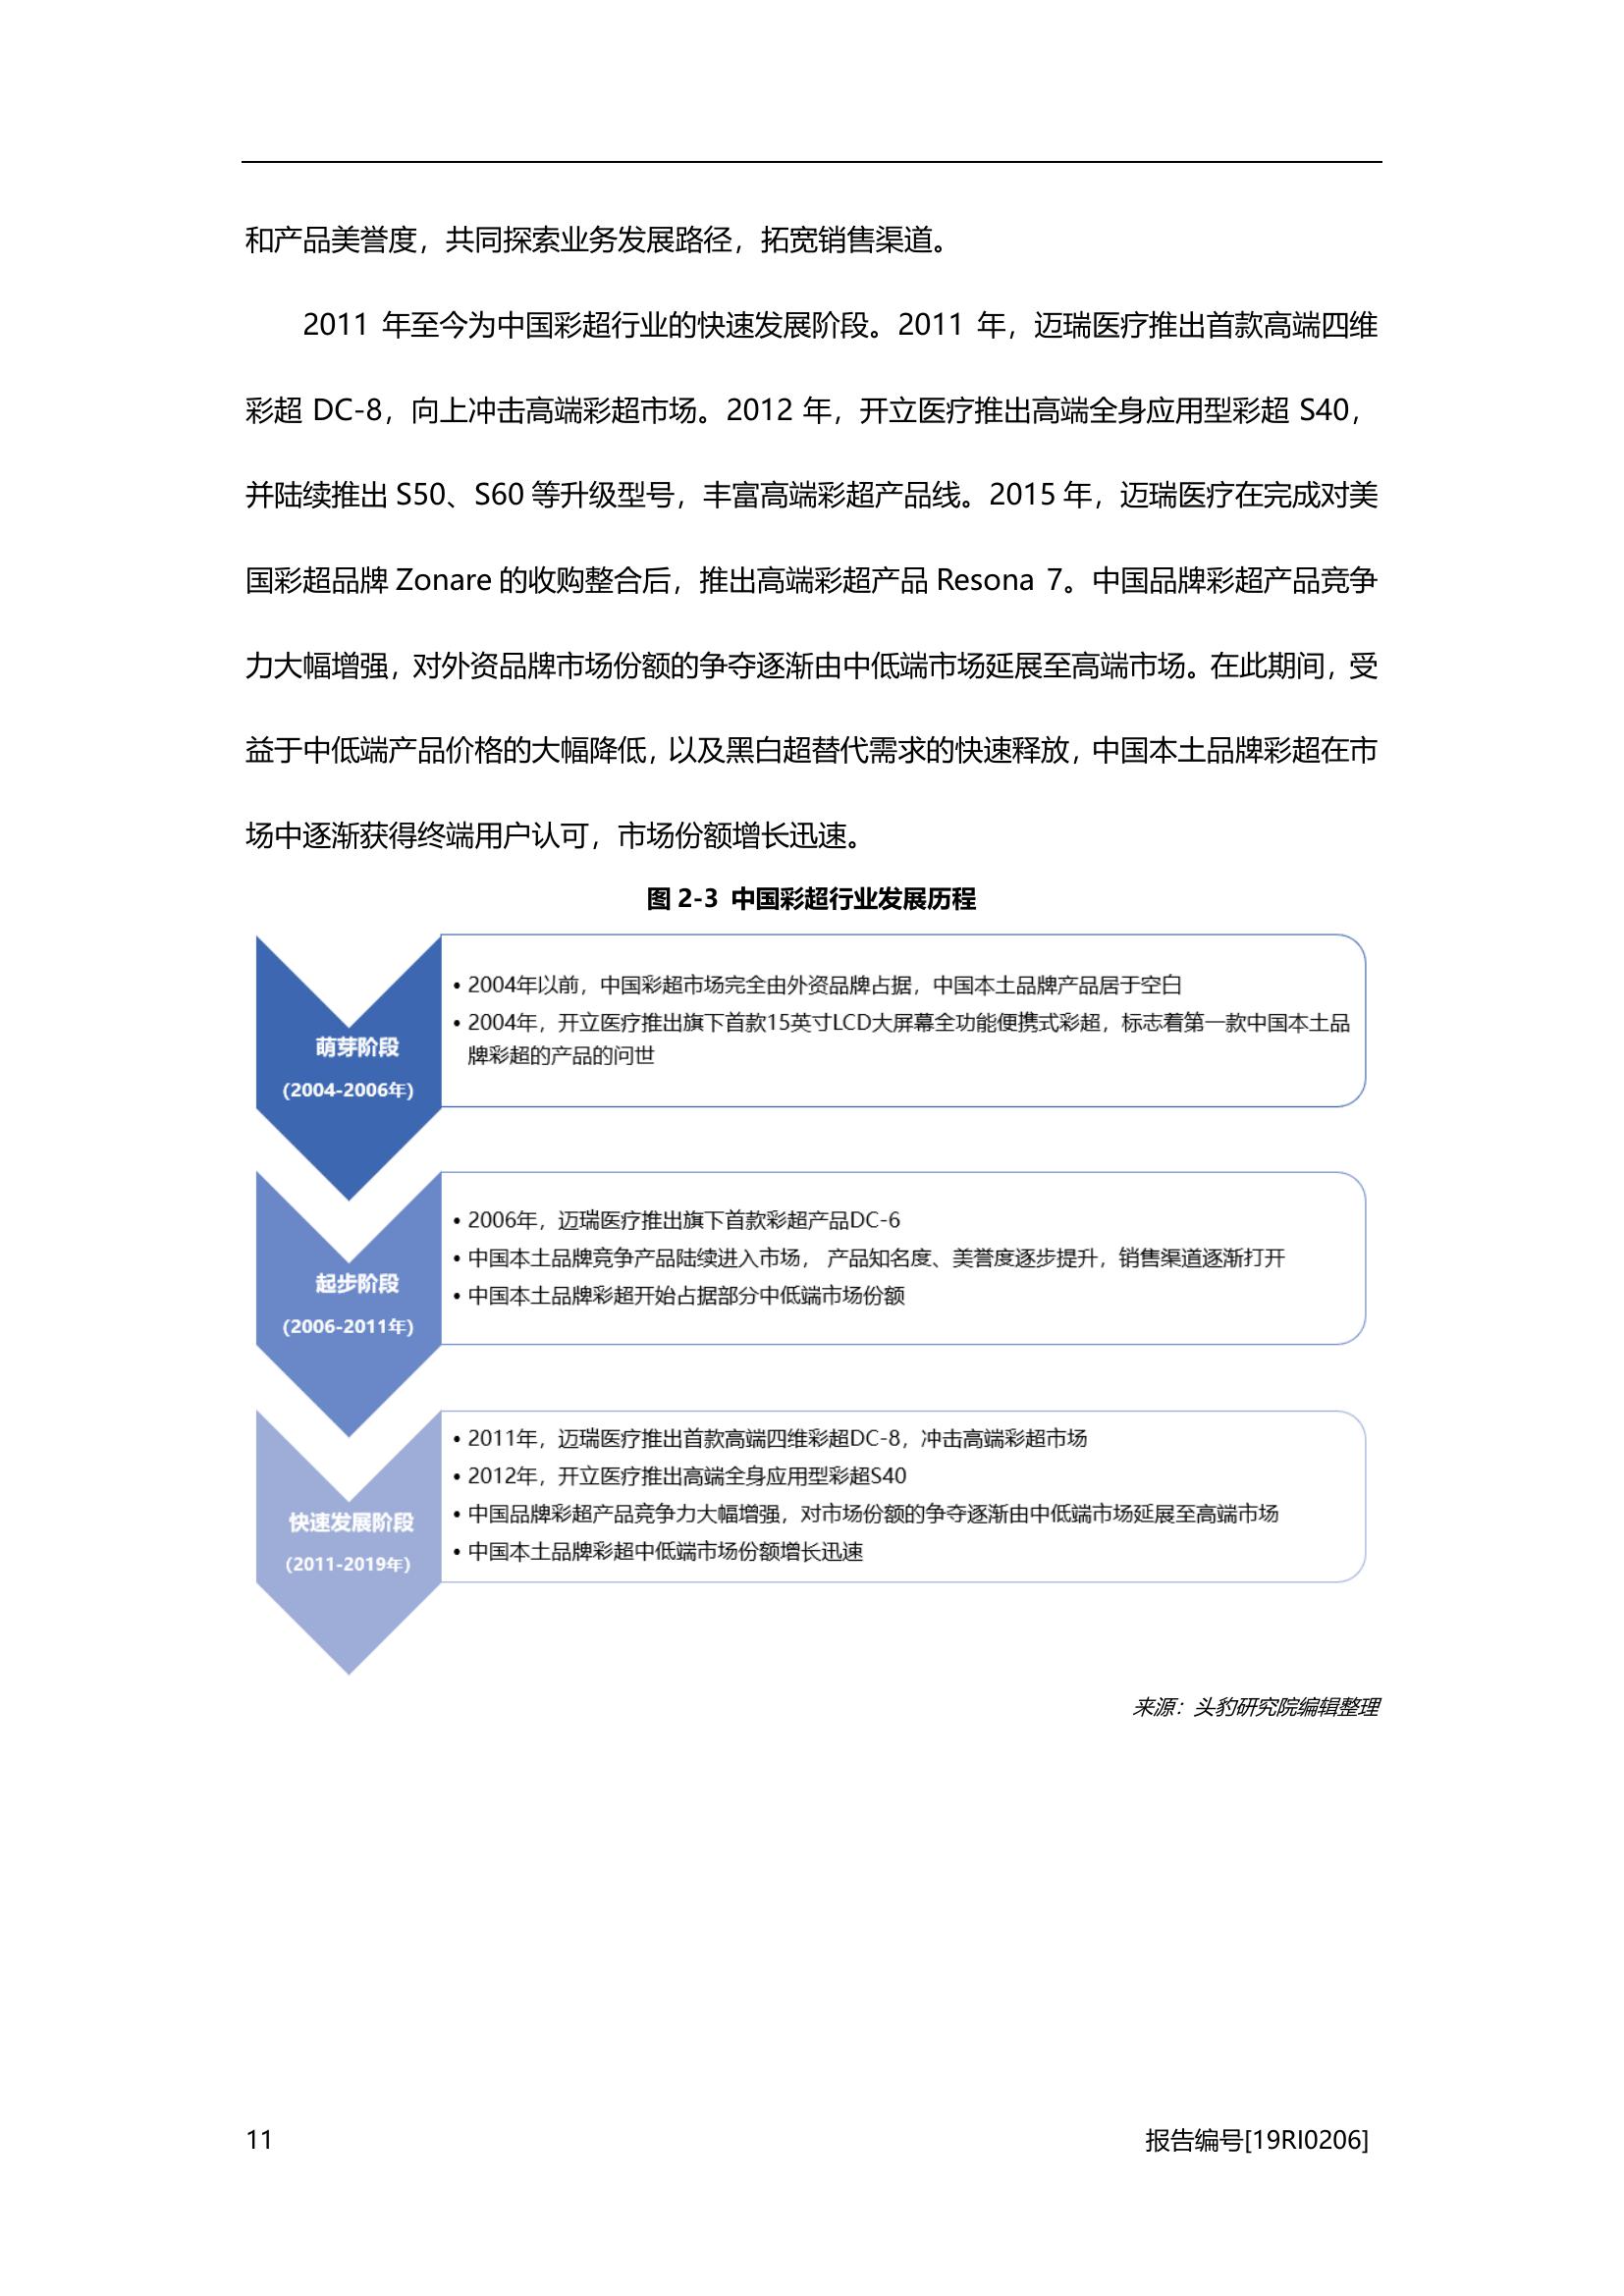 和产品美誉度，共同探索业务发展路径，拓宽销售渠道。
2011 年至今为中国彩超行业的快速发展阶段。2011 年，迈瑞医疗推出首款高端四维
彩超 DC-8，向上冲击高端彩超市场。2012 年，开立医疗推出高端全身应用型彩超 S40，
并陆续推出 S50、S60 等升级型号，丰富高端彩超产品线。2015 年，迈瑞医疗在完成对美
国彩超品牌 Zonare 的收购整合后，推出高端彩超产品 Resona 7。中国品牌彩超产品竞争
力大幅增强，对外资品牌市场份额的争夺逐渐由中低端市场延展至高端市场。在此期间，受
益于中低端产品价格的大幅降低，以及黑白超替代需求的快速释放，中国本土品牌彩超在市
场中逐渐获得终端用户认可，市场份额增长迅速。
图 2-3 中国彩超行业发展历程
萌芽阶段
(2004-2006年)
• 2004年以前，中国彩超市场完全由外资品牌占据，中国本土品牌产品居于空白
• 2004年，开立医疗推出旗下首款15英寸LCD大屏幕全功能便携式彩超，标志着第一款中国本土品
牌彩超的产品的问世
起步阶段
(2006-2011年)
• 2006年，迈瑞医疗推出旗下首款彩超产品DC-6
• 中国本土品牌竞争产品陆续进入市场， 产品知名度、美誉度逐步提升，销售渠道逐渐打开
• 中国本土品牌彩超开始占据部分中低端市场份额
快速发展阶段
(2011-2019年)
• 2011年，迈瑞医疗推出首款高端四维彩超DC-8，冲击高端彩超市场
• 2012年，开立医疗推出高端全身应用型彩超S40
• 中国品牌彩超产品竞争力大幅增强，对市场份额的争夺逐渐由中低端市场延展至高端市场
• 中国本土品牌彩超中低端市场份额增长迅速
来源：头豹研究院编辑整理
11
报告编号[19RI0206]